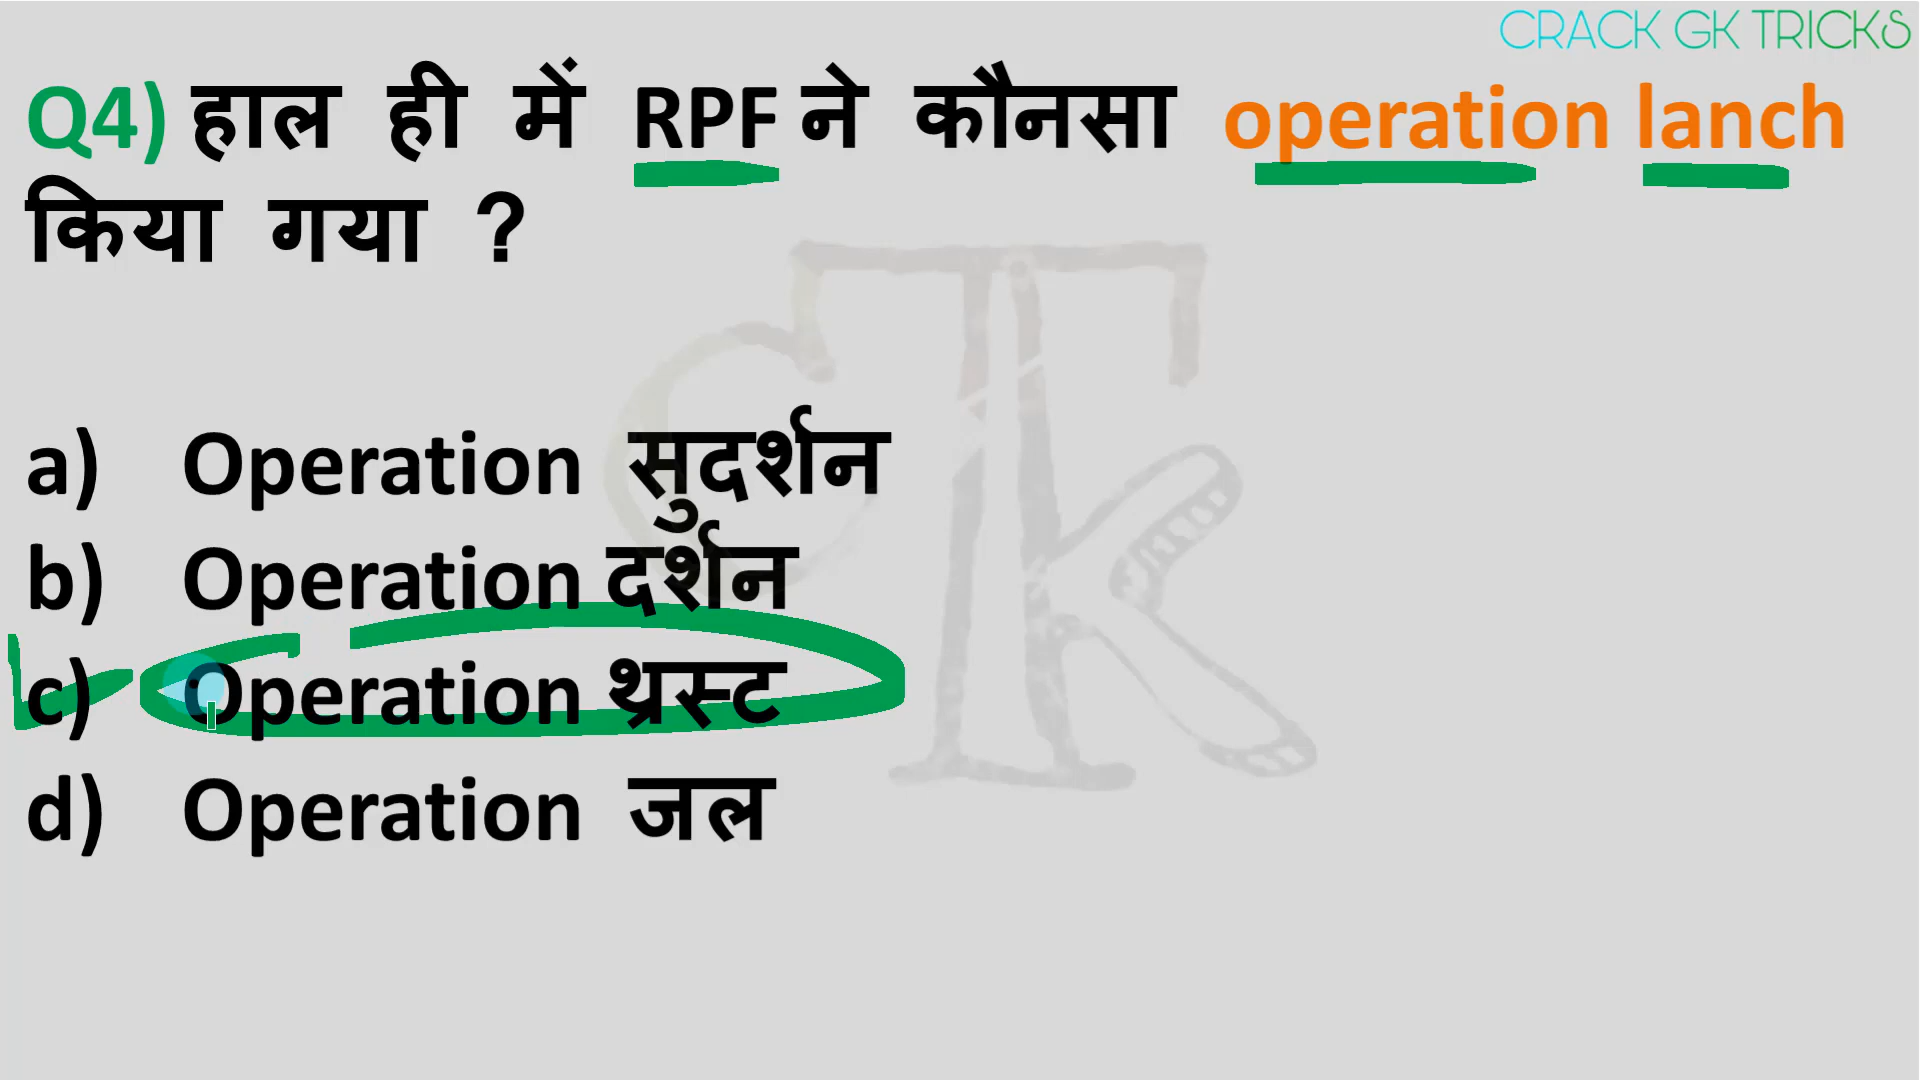 CRACK GK TRICKS
Q4) हाल ही में RPF ने कौनसा operation lanch
किया गया ?
a) Operation सुदर्शन
b) Operation दर्शन
c) Operation थ्रस्ट
d) Operation जल